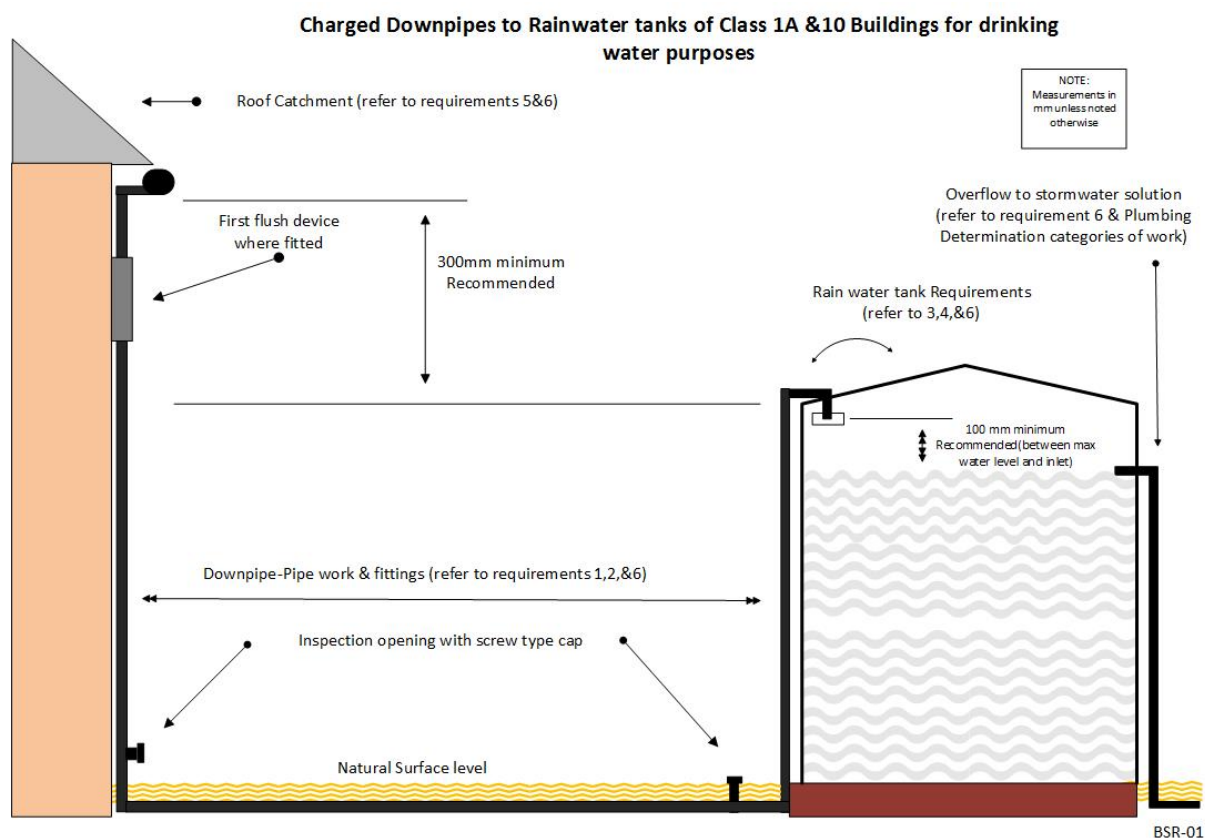 Charged Downpipes to Rainwater tanks of Class 1A &10 Buildings for drinking
water purposes
NOTE:
Measurements in
mm unless noted
otherwise
Roof Catchment (refer to requirements 5&6)
Overflow to stormwater solution
(refer to requirement 6 & Plumbing
Determination categories of work)
First flush device
where fitted
300mm minimum
Recommended
Rain water tank Requirements
(refer to 3,4,&6)
100 mm minimum
Recommended(between max
water level and inlet)
Downpipe-Pipe work & fittings (refer to requirements 1,2,&6)
Inspection opening with screw type cap
Natural Surface level
BSR-01